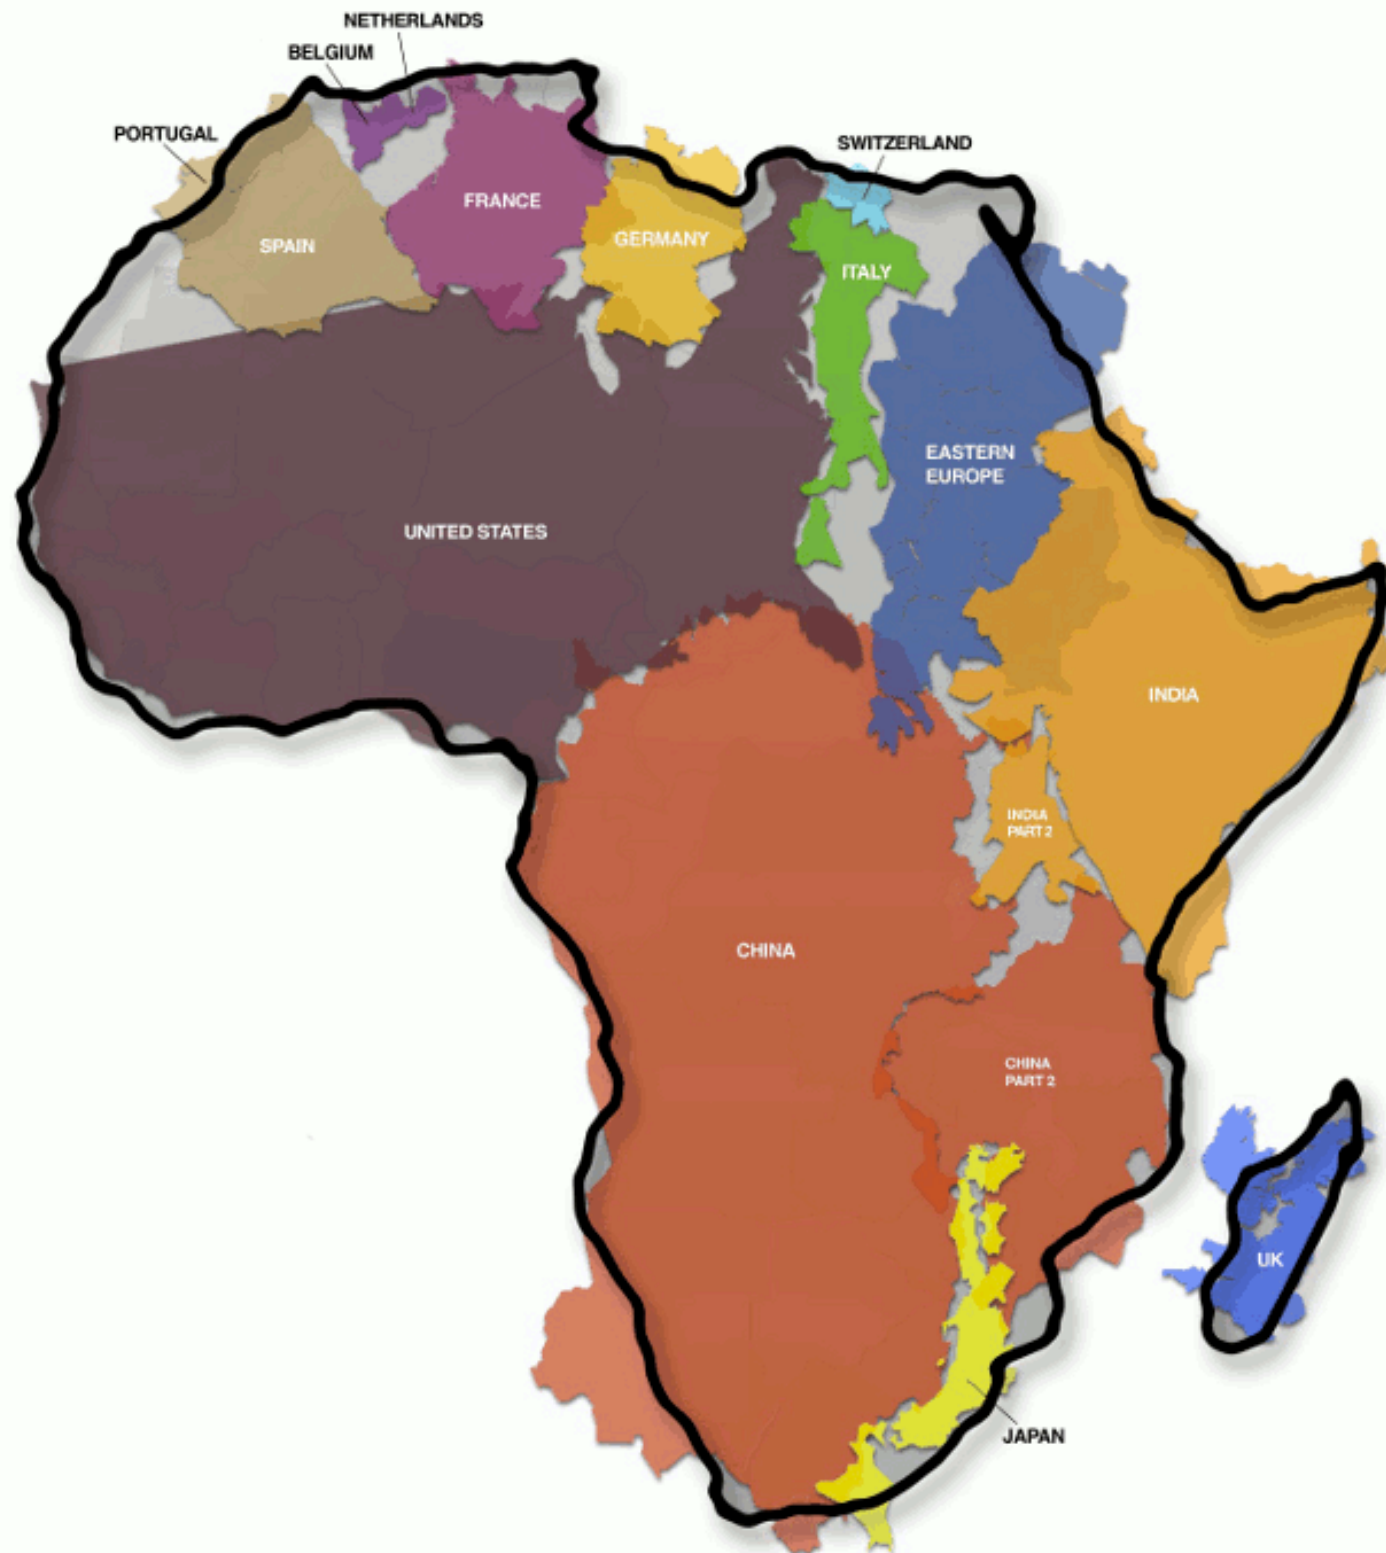 NETHERLANDS
BELGIUM
PORTUGAL
SWITZERLAND
FRANCE
SPAIN
GERMANY
ITALY
EASTERN
EUROPE
UNITED STATES
INDIA
INDIA
PART 2
CHINA
CHINA
PART 2
UK
JAPAN